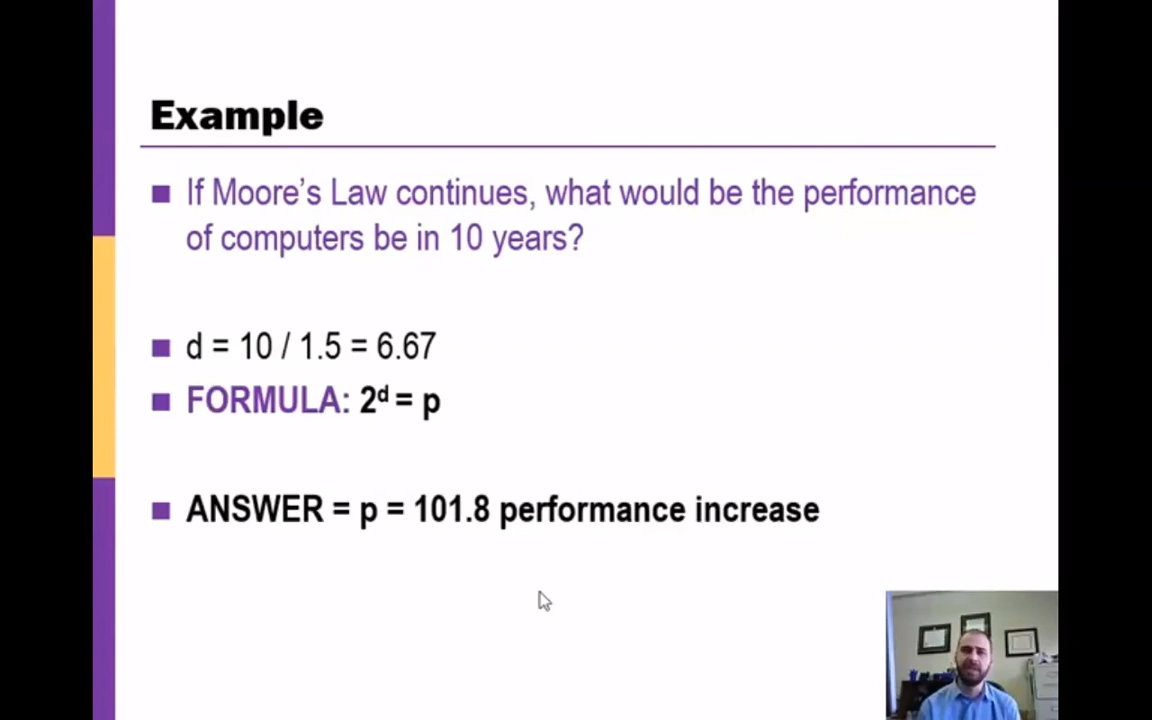 Example
If Moore's Law continues, what would be the performance
of computers be in 10 years?
d = 10 / 1.5 = 6.67
FORMULA: 2ᵈ = p
ANSWER = p = 101.8 performance increase